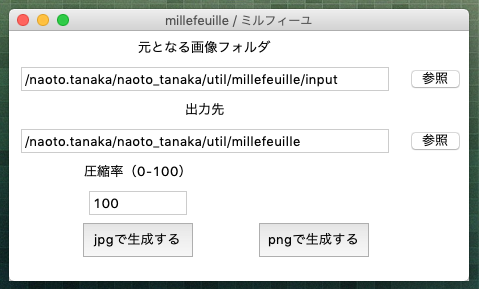 millefeuille / ミルフィーユ
元となる画像フォルダ
/naoto.tanaka/naoto_tanaka/util/millefeuille/input
参照
出力先
/naoto.tanaka/naoto_tanaka/util/millefeuille
参照
圧縮率（0-100）
100
jpgで生成する
pngで生成する